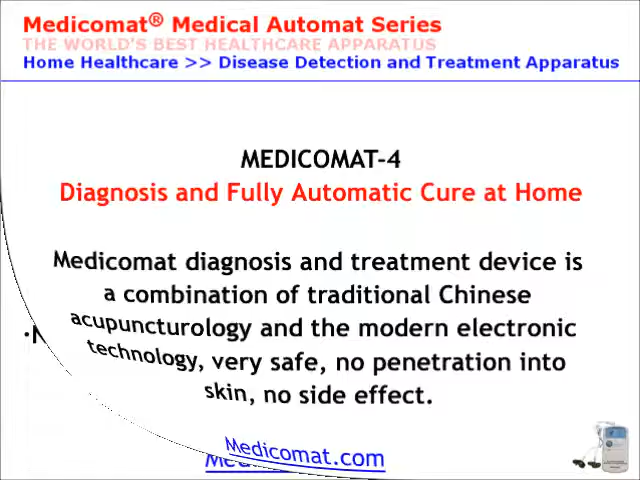 Medicomat® Medical Automat Series
THE WORLD'S BEST HEALTHCARE APPARATUS
Home Healthcare >> Disease Detection and Treatment Apparatus
MEDICOMAT-4
Diagnosis and Fully Automatic Cure at Home
Medicomat diagnosis and treatment device is
a combination of traditional Chinese
acupuncturology and the modern electronic
technology, very safe, no penetration into
skin, no side effect.
Medicomat.com